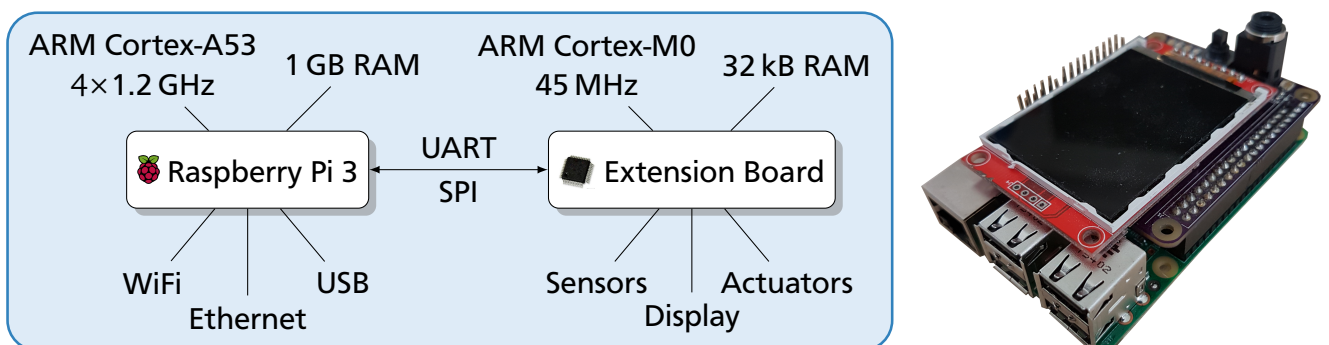 ARM Cortex-A53
4×1.2 GHz
1 GB RAM
ARM Cortex-M0
45 MHz
32 kB RAM
Raspberry Pi 3
UART
SPI
Extension Board
WiFi
Ethernet
USB
Sensors
Display
Actuators